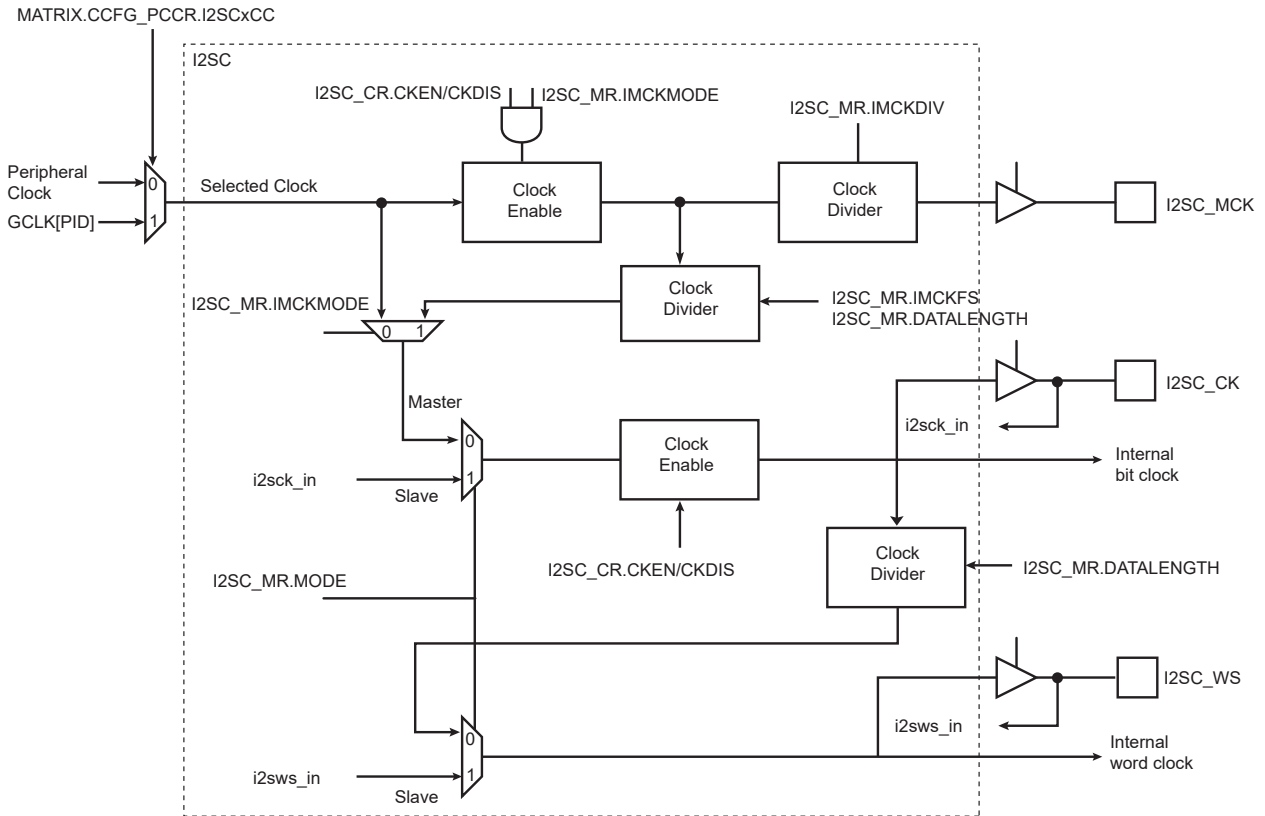 MATRIX.CCFG_PCCR.I2SCxCC
I2SC
I2SC_CR.CKEN/CKDIS
I2SC_MR.IMCKMODE
I2SC_MR.IMCKDIV
Peripheral
Clock
0
GCLK[PID]
1
Selected Clock
Clock
Enable
Clock
Divider
I2SC_MCK
I2SC_MR.IMCKMODE
0 1
Clock
Divider
I2SC_MR.IMCKFS
I2SC_MR.DATALENGTH
I2SC_CK
i2sck_in
Master
0
i2sck_in
1
Slave
Clock
Enable
Internal
bit clock
I2SC_CR.CKEN/CKDIS
I2SC_MR.MODE
Clock
Divider
I2SC_MR.DATALENGTH
I2SC_WS
i2sws_in
0
i2sws_in
1
Slave
Internal
word clock